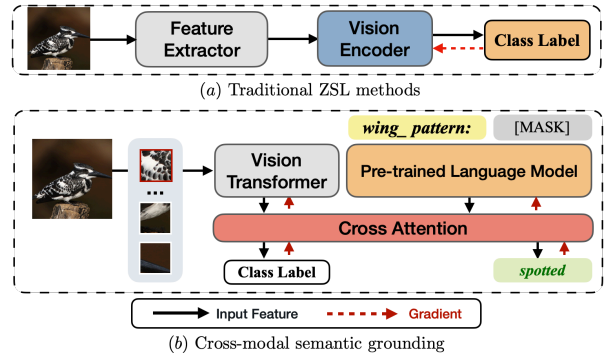 Feature
Extractor
Vision
Encoder
Class Label
(a) Traditional ZSL methods
wing_ pattern:
[MASK]
...
Vision
Transformer
Pre-trained Language Model
Cross Attention
Class Label
spotted
Input Feature
Gradient
(b) Cross-modal semantic grounding